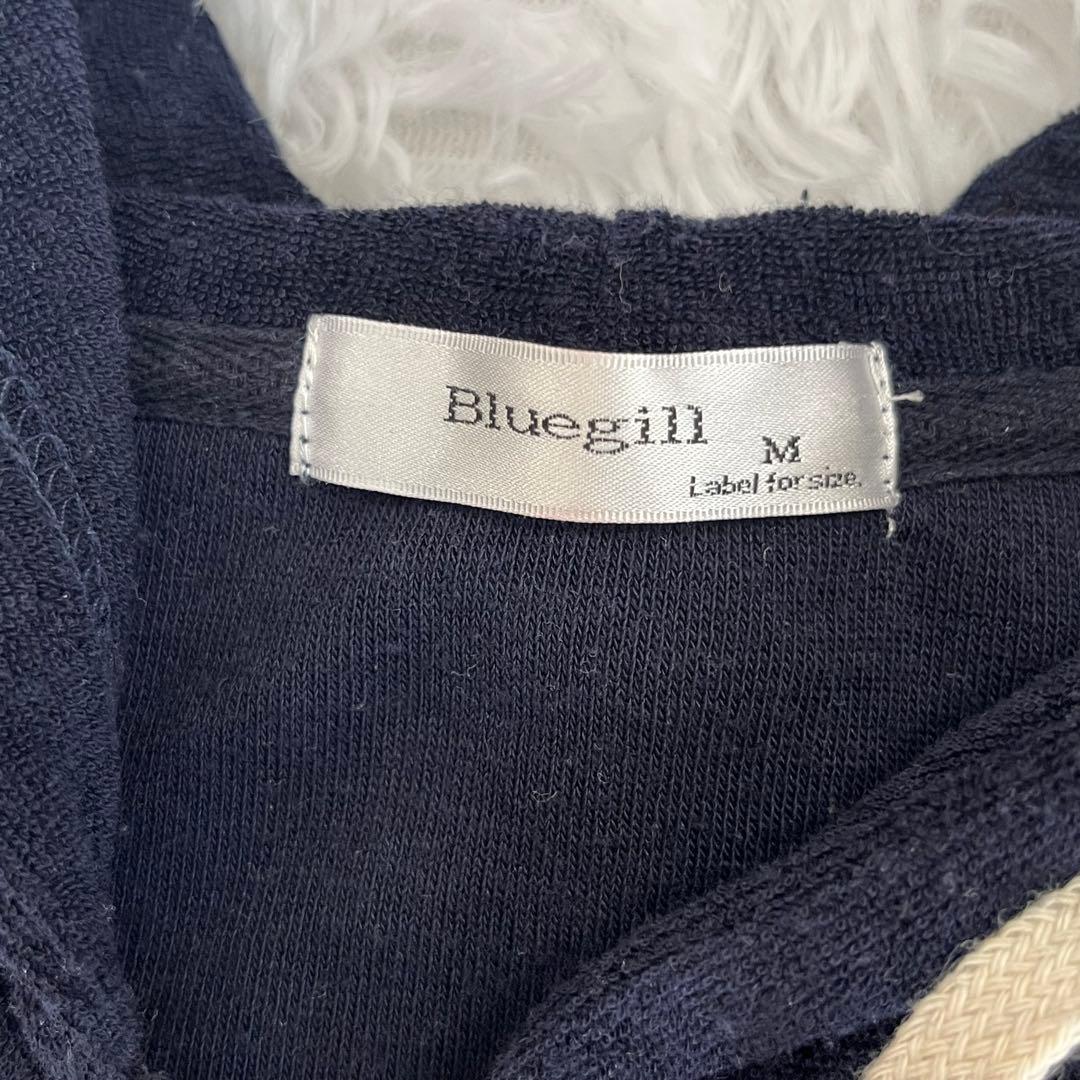 Bluegill
M
Label for size.